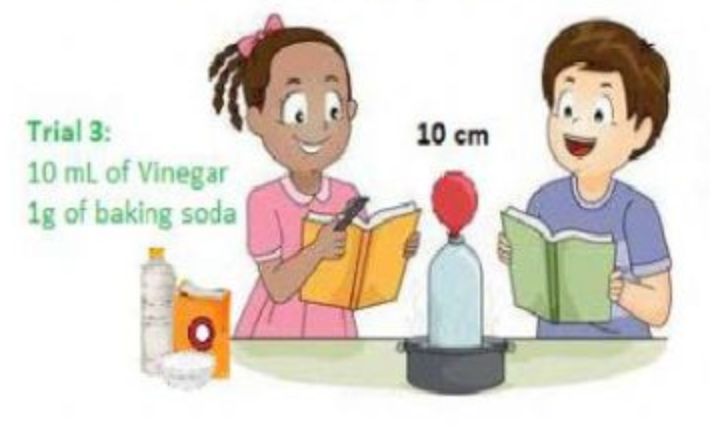 Trial 3:
10 mL of Vinegar
1g of baking soda
10 cm